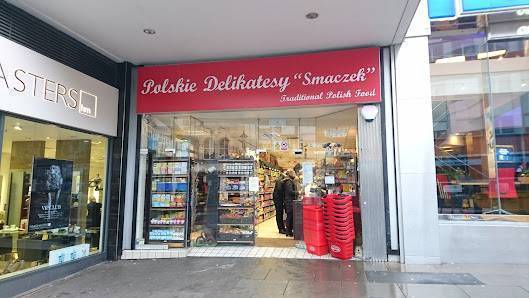 ASTERS
Polskie Delikatesy "Smaczek"
Traditional Polish Food